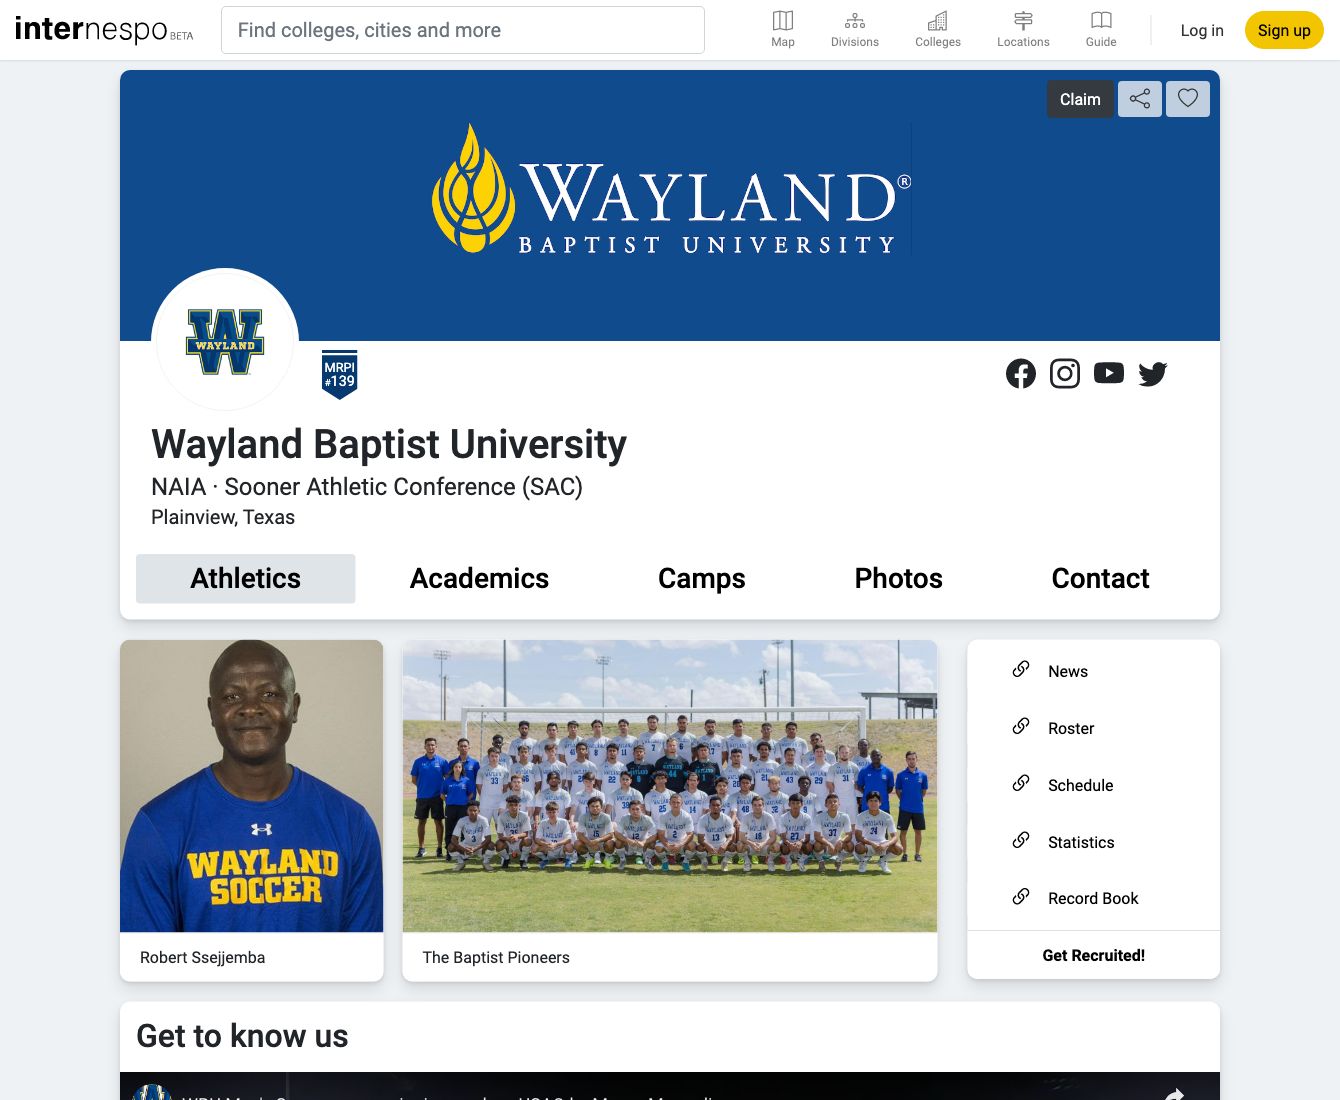 internespo BETA
Find colleges, cities and more
Map
Divisions
Colleges
Locations
Guide
Log in
Sign up
Claim
WAYLAND®
BAPTIST UNIVERSITY
W
WAYLAND
MRPI
#139
Wayland Baptist University
NAIA · Sooner Athletic Conference (SAC)
Plainview, Texas
Athletics
Academics
Camps
Photos
Contact
WAYLAND
SOCCER
Robert Ssejjemba
The Baptist Pioneers
News
Roster
Schedule
Statistics
Record Book
Get Recruited!
Get to know us